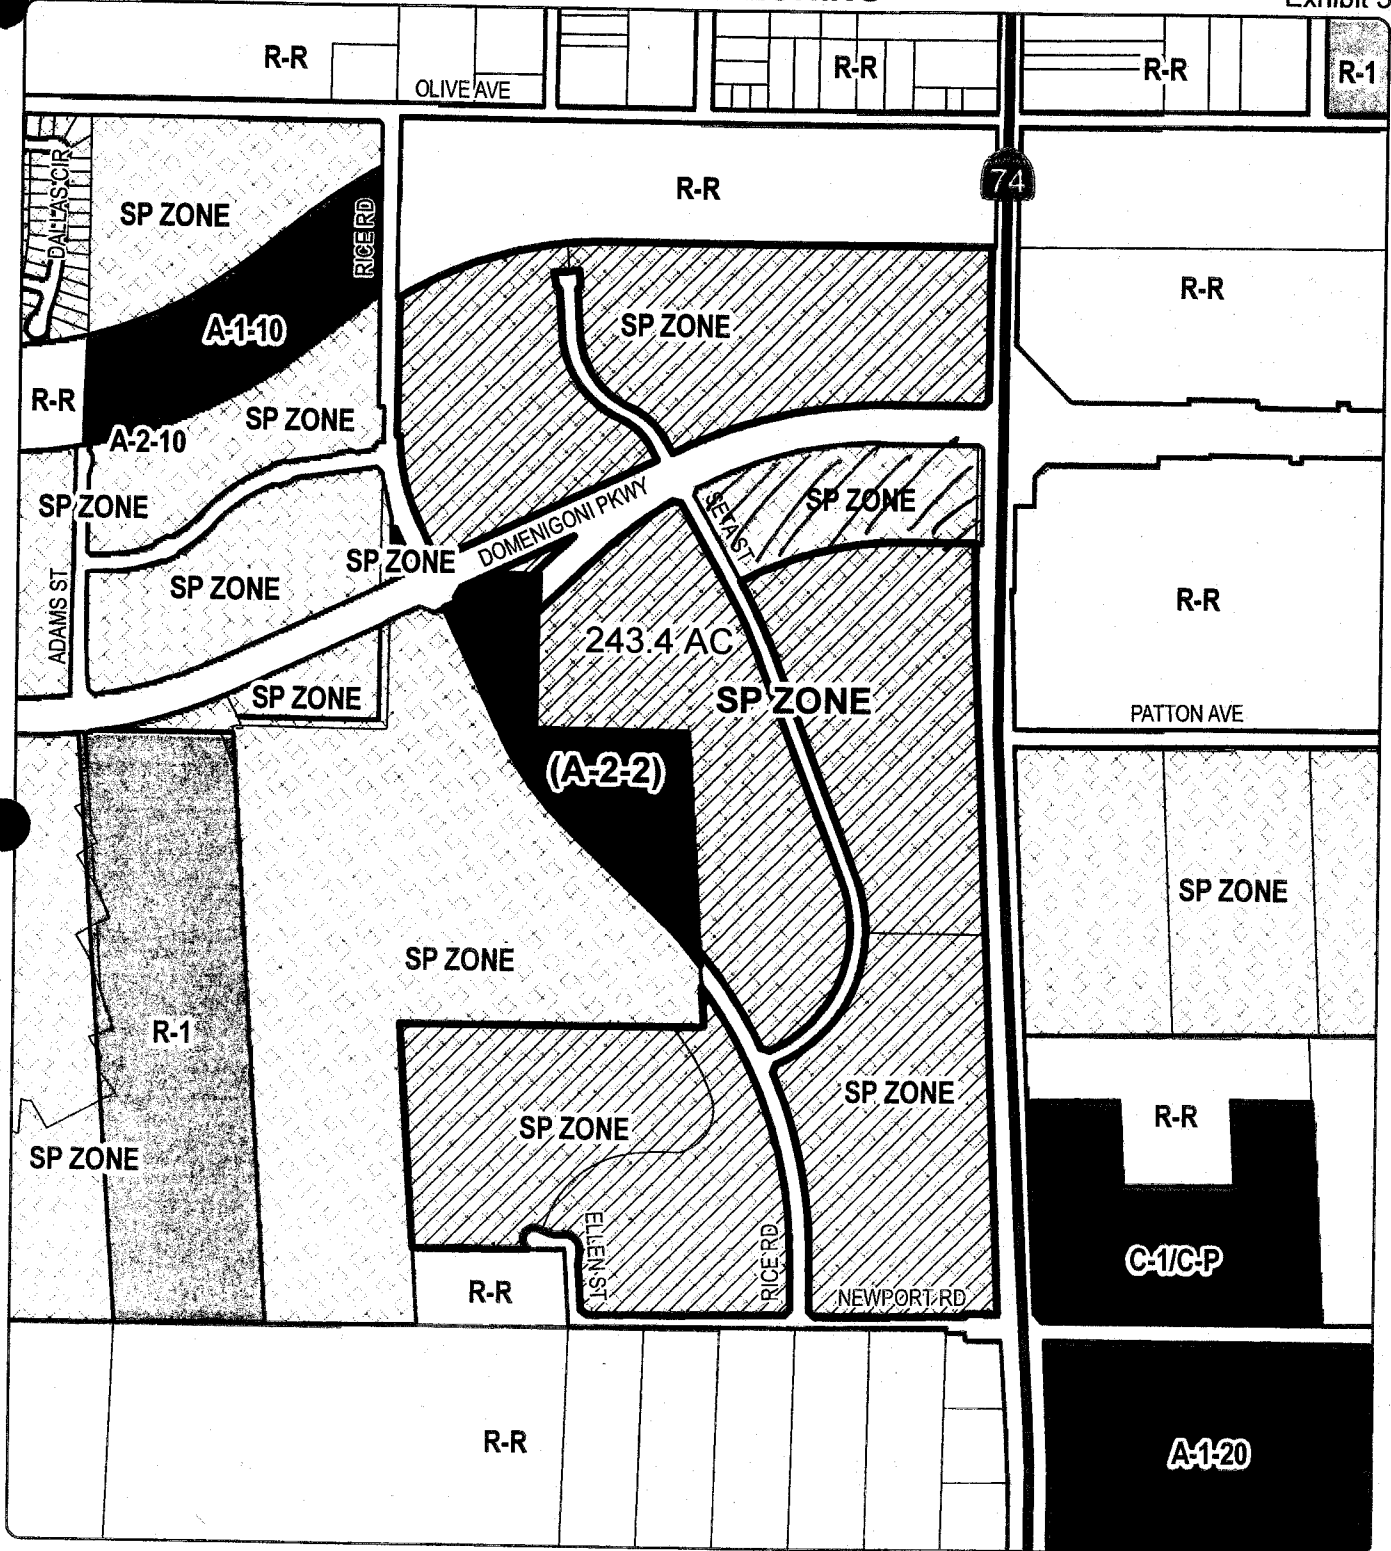 Exhibit 3
R-R
R-R
R-R
R-1
OLIVE AVE
DALLAS CIR
SP ZONE
RICE RD
R-R
74
A-1-10
SP ZONE
R-R
R-R
SP ZONE
A-2-10
SP ZONE
SP ZONE
SETA ST
SP ZONE
DOMENIGONI PKWY
SP ZONE
SP ZONE
ADAMS ST
R-R
243.4 AC
SP ZONE
SP ZONE
PATTON AVE
(A-2-2)
SP ZONE
SP ZONE
R-1
SP ZONE
R-R
SP ZONE
SP ZONE
ELLEN ST
RICE RD
C-1/C-P
R-R
NEWPORT RD
R-R
A-1-20